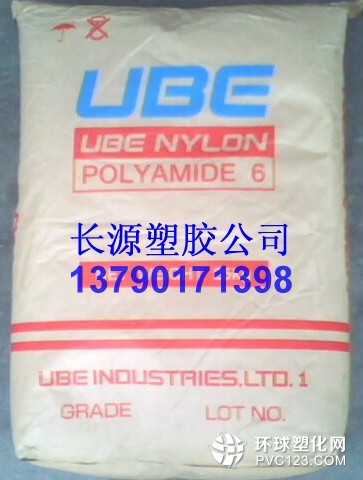 UBE
UBE NYLON
POLYAMIDE 6
长源塑胶公司
13790171398
UBE INDUSTRIES,LTD.1
GRADE LOT NO.
环球塑化网
PVC123.COM